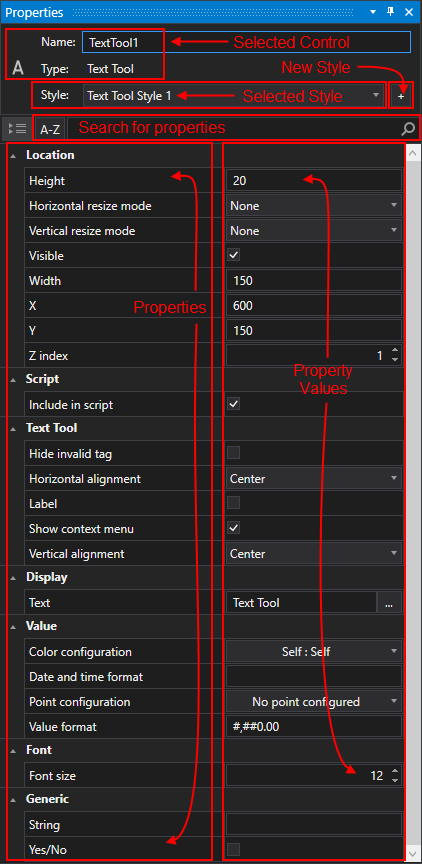 Properties
Name: TextTool1 Selected Control
A Type: Text Tool
New Style
Style: Text Tool Style 1 Selected Style +
A-Z Search for properties
Location
Height 20
Horizontal resize mode None
Vertical resize mode None
Visible
Width 150
X 600
Properties
Y 150
Z index 1
Property
Values
Script
Include in script
Text Tool
Hide invalid tag
Horizontal alignment Center
Label
Show context menu
Vertical alignment Center
Display
Text Text Tool ...
Value
Color configuration Self : Self
Date and time format
Point configuration No point configured
Value format #,##0.00
Font
Font size 12
Generic
String
Yes/No